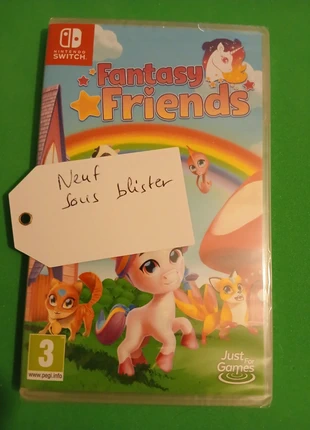 NINTENDO
SWITCH
Fantasy
Friends
Neuf
sous blister
3
www.pegi.info
Just
For
Games